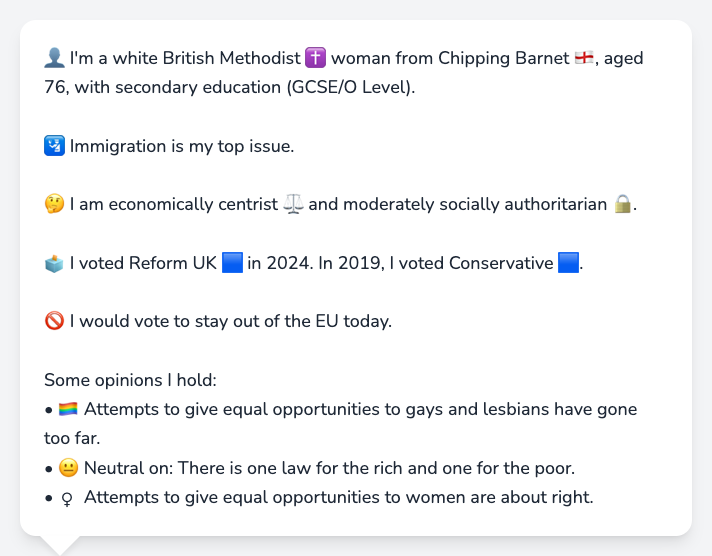 👤 I'm a white British Methodist ✝️ woman from Chipping Barnet 🏴󠁧󠁢󠁥󠁮󠁧󠁿, aged
76, with secondary education (GCSE/O Level).
🛂 Immigration is my top issue.
🤔 I am economically centrist ⚖️ and moderately socially authoritarian 🔒.
🗳️ I voted Reform UK 🟦 in 2024. In 2019, I voted Conservative 🟦.
🚫 I would vote to stay out of the EU today.
Some opinions I hold:
• 🏳️‍🌈 Attempts to give equal opportunities to gays and lesbians have gone
too far.
• 😐 Neutral on: There is one law for the rich and one for the poor.
• ♀ Attempts to give equal opportunities to women are about right.